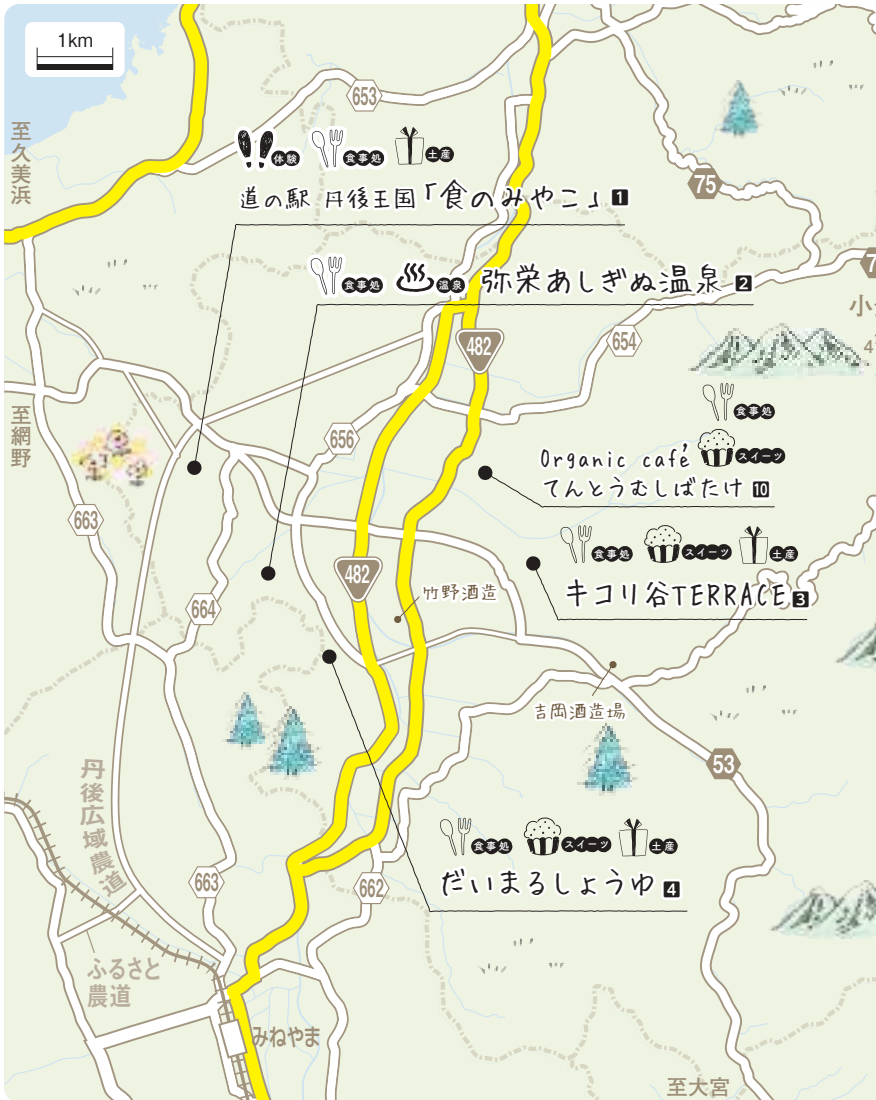 1km
至久美浜
653
体験 食事処 土産
75
道の駅 丹後王国「食のみやこ」 1
食事処 温泉 弥栄あしぎぬ温泉 2
7
小
4
482
654
至網野
食事処
656
Organic café スイーツ
てんとうむしばたけ 10
663
食事処 スイーツ 土産
482
竹野酒造
キコリ谷TERRACE 3
664
吉岡酒造場
53
丹後広域農道
食事処 スイーツ 土産
663
662
だいまるしょうゆ 4
ふるさと
農道
みねやま
至大宮